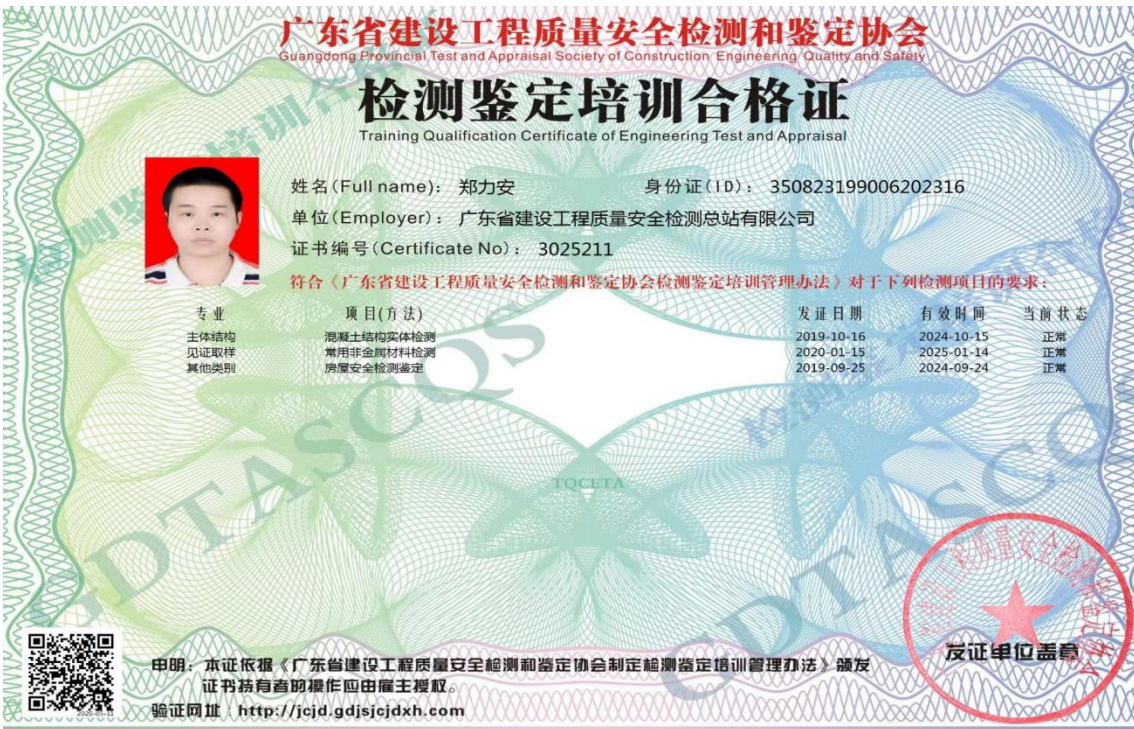 广东省建设工程质量安全检测和鉴定协会
Guangdong Provincial Test and Appraisal Society of Construction Engineering Quality and Safety
检测鉴定培训合格证
Training Qualification Certificate of Engineering Test and Appraisal
姓名(Full name): 郑力安 身份证(ID): 350823199006202316
单位(Employer): 广东省建设工程质量安全检测总站有限公司
证书编号(Certificate No): 3025211
符合《广东省建设工程质量安全检测和鉴定协会检测鉴定培训管理办法》对于下列检测项目的要求:
专业 项目(方法) 发证日期 有效时间 当前状态
主体结构 混凝土结构实体检测 2019-10-16 2024-10-15 正常
见证取样 常用非金属材料检测 2020-01-15 2025-01-14 正常
其他类别 房屋安全检测鉴定 2019-09-25 2024-09-24 正常
TQCETA
GDTASCQS
GDTASCQS
发证单位盖章
申明: 本证依据《广东省建设工程质量安全检测和鉴定协会制定检测鉴定培训管理办法》颁发
证书持有者的操作应由雇主授权。
验证网址:http://jcjd.gdjsjcjdxh.com